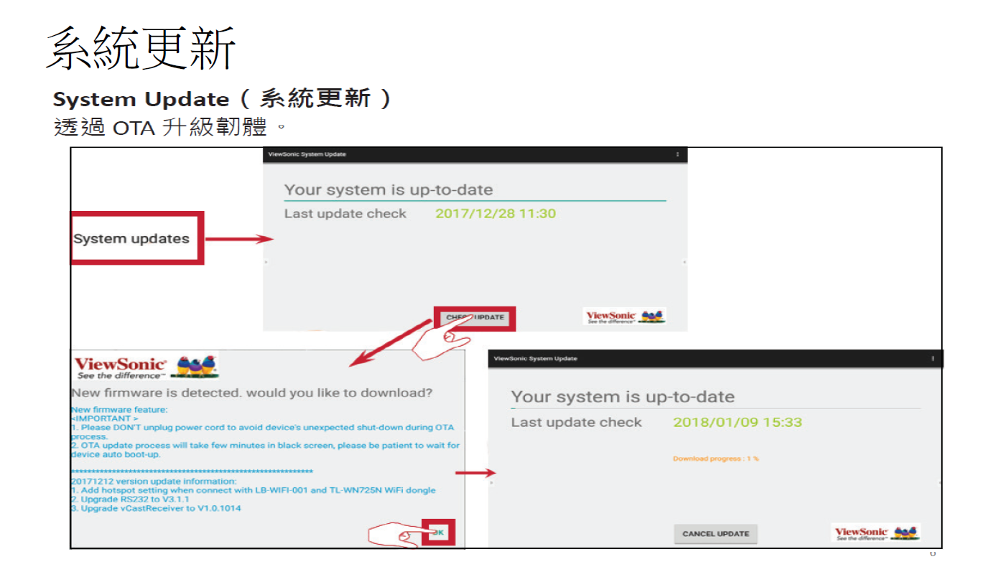 系統更新
System Update（系統更新）
透過 OTA 升級韌體。
ViewSonic System Update
Your system is up-to-date
Last update check 2017/12/28 11:30
System updates
CHECK UPDATE
ViewSonic
See the difference™
ViewSonic
See the difference™
New firmware is detected. would you like to download?
New firmware feature:
<IMPORTANT >
1. Please DON'T unplug power cord to avoid device's unexpected shut-down during OTA
process.
2. OTA update process will take few minutes in black screen, please be patient to wait for
device auto boot-up.
***********************************************************
20171212 version update information:
1. Add hotspot setting when connect with LB-WIFI-001 and TL-WN725N WiFi dongle
2. Upgrade RS232 to V3.1.1
3. Upgrade vCastReceiver to V1.0.1014
OK
ViewSonic System Update
Your system is up-to-date
Last update check 2018/01/09 15:33
Download progress : 1 %
CANCEL UPDATE
ViewSonic
See the difference™